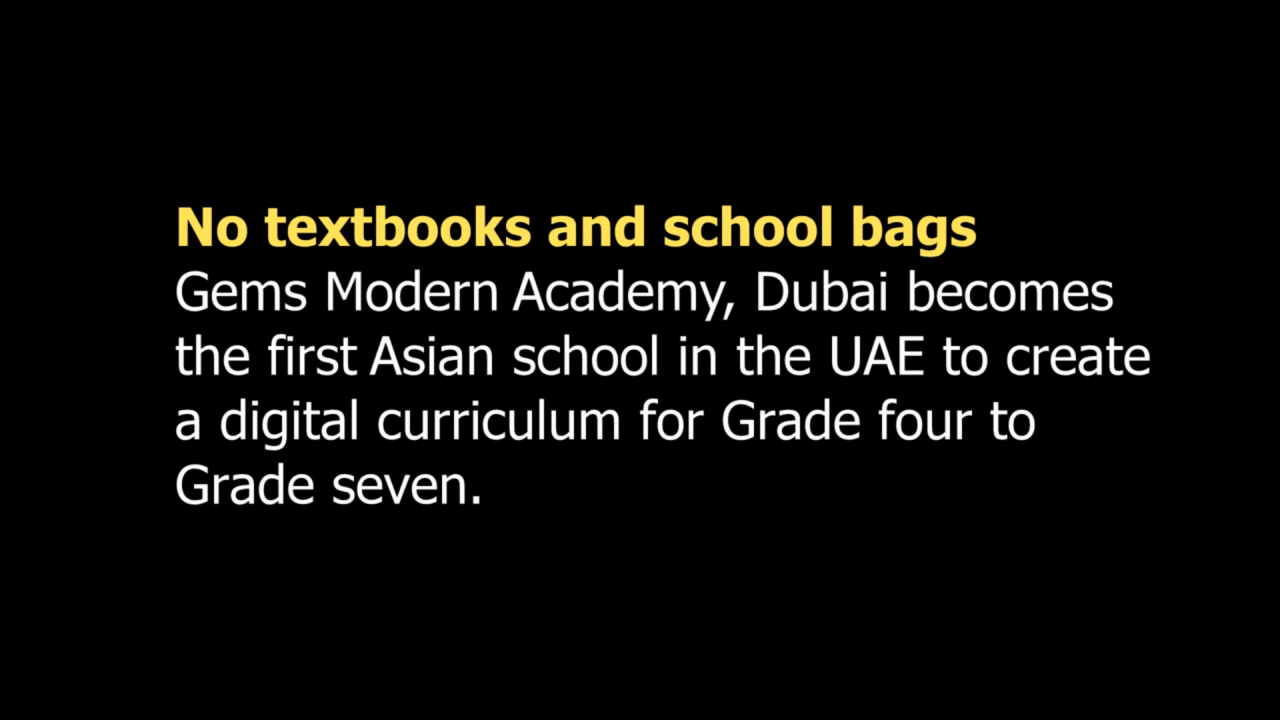 No textbooks and school bags
Gems Modern Academy, Dubai becomes
the first Asian school in the UAE to create
a digital curriculum for Grade four to
Grade seven.